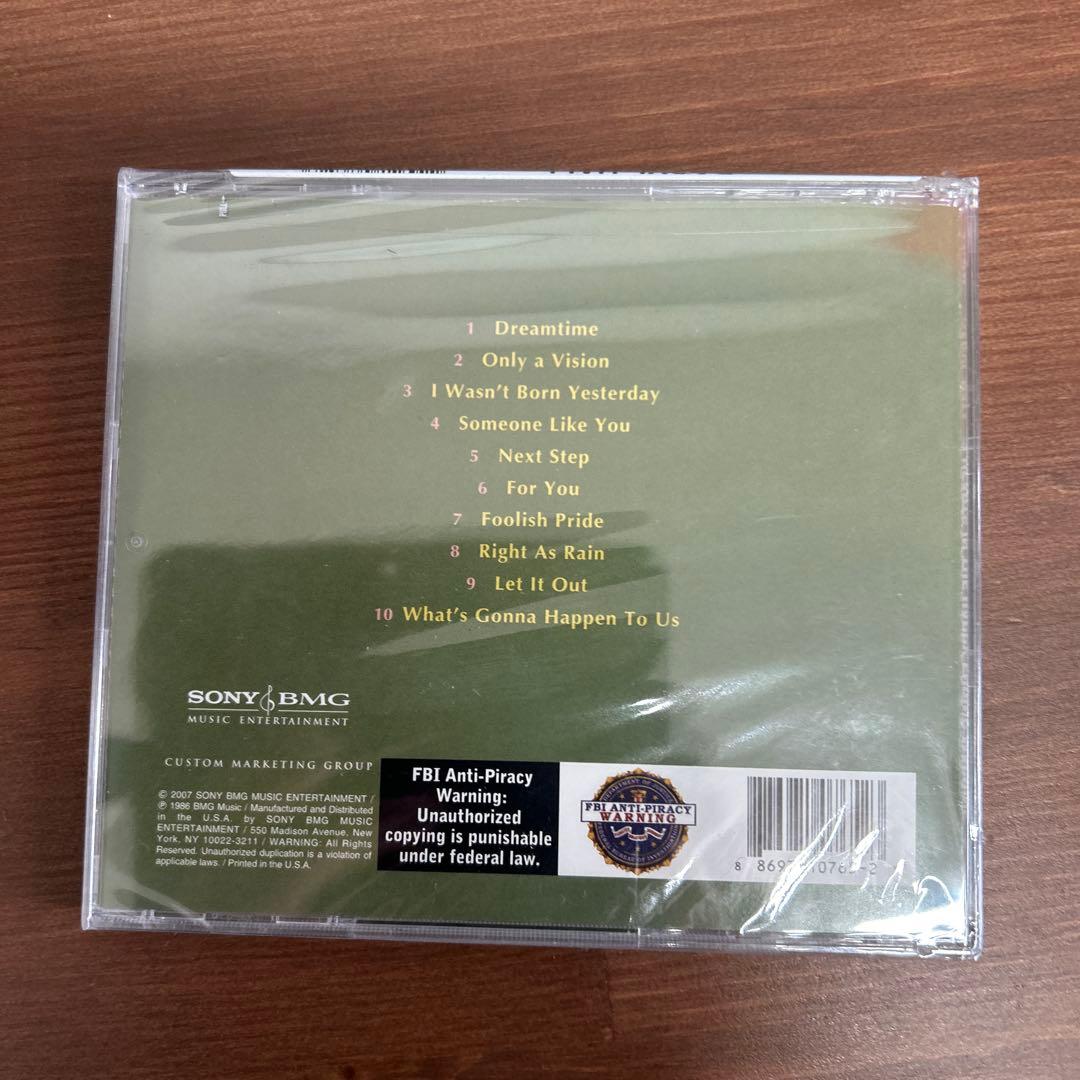 1 Dreamtime
2 Only a Vision
3 I Wasn't Born Yesterday
4 Someone Like You
5 Next Step
6 For You
7 Foolish Pride
8 Right As Rain
9 Let It Out
10 What's Gonna Happen To Us
SONY BMG
MUSIC ENTERTAINMENT
CUSTOM MARKETING GROUP
© 2007 SONY BMG MUSIC ENTERTAINMENT /
℗ 1986 BMG Music / Manufactured and Distributed
in the U.S.A. by SONY BMG MUSIC
ENTERTAINMENT / 550 Madison Avenue, New
York, NY 10022-3211 / WARNING: All Rights
Reserved. Unauthorized duplication is a violation of
applicable laws. / Printed in the U.S.A.
FBI Anti-Piracy
Warning:
Unauthorized
copying is punishable
under federal law.
FBI ANTI-PIRACY
WARNING